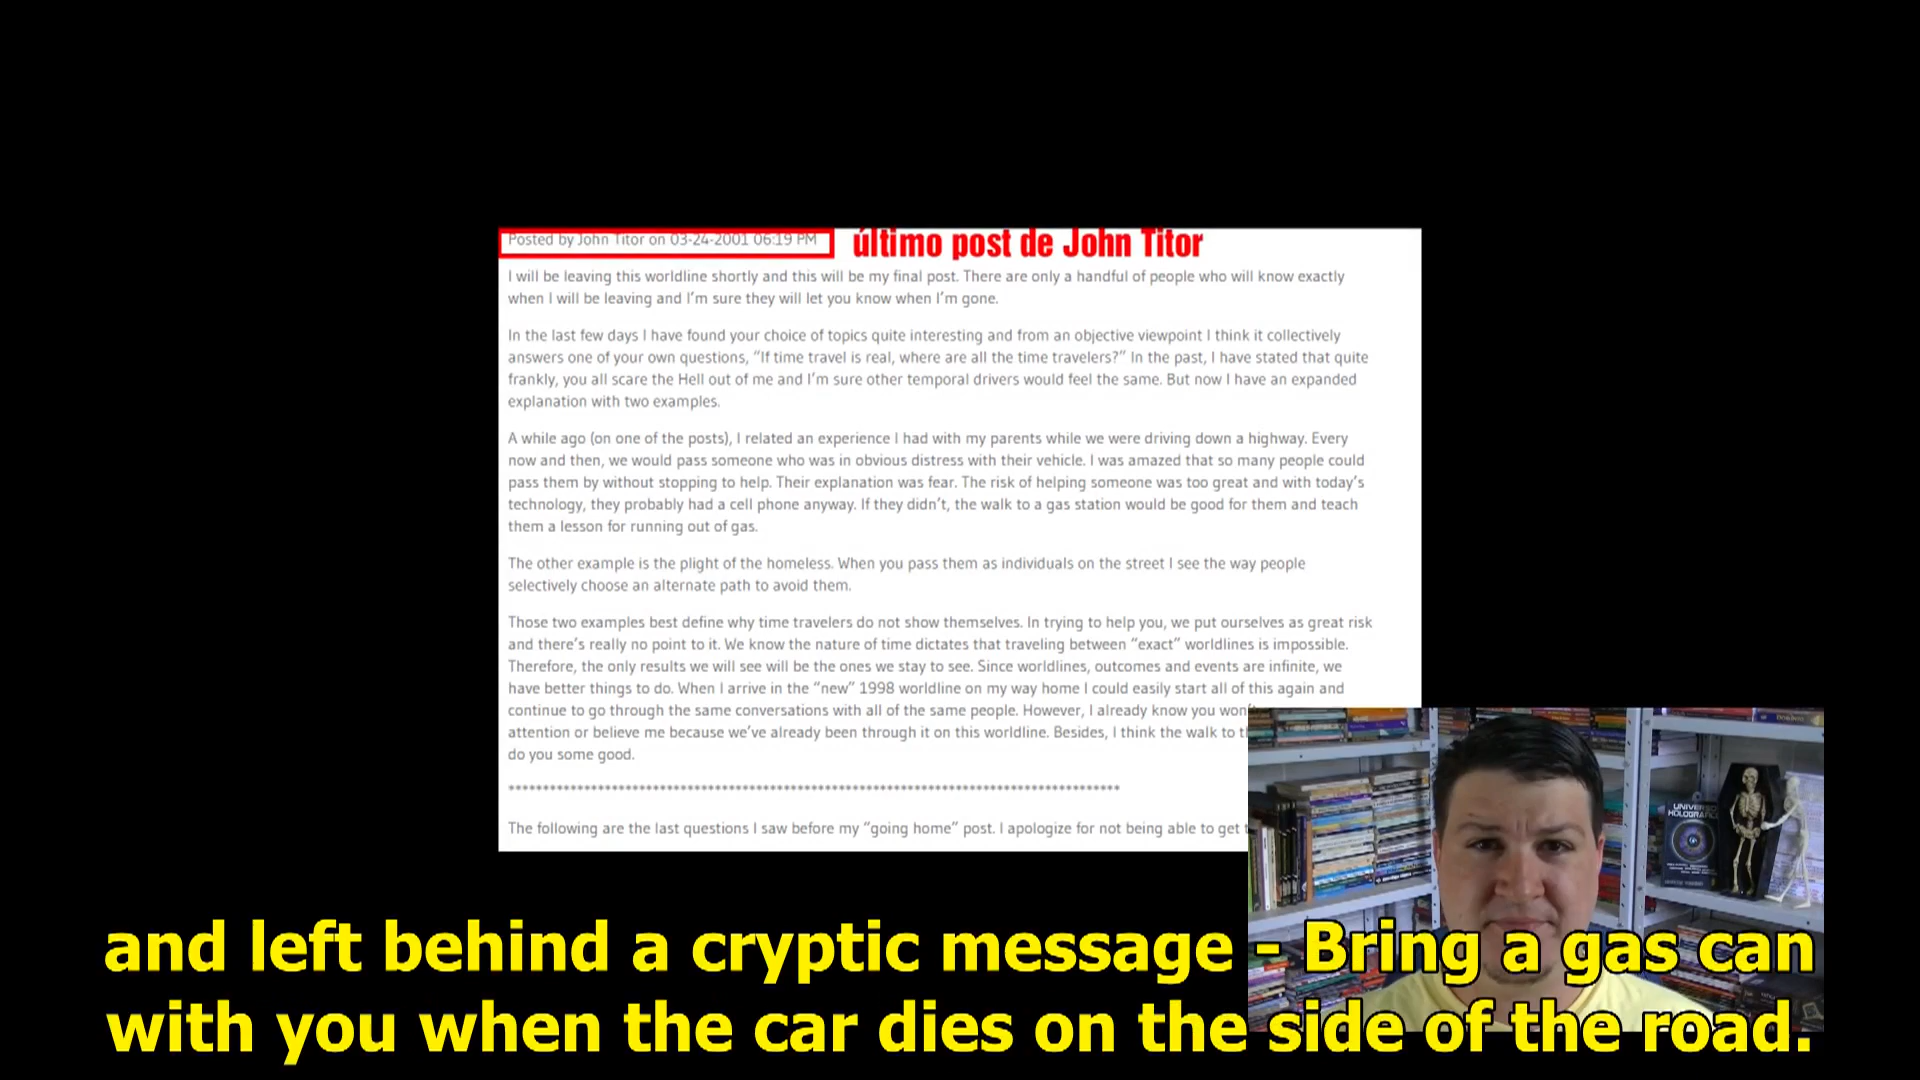 Posted by John Titor on 03-24-2001 06:19 PM
último post de John Titor
I will be leaving this worldline shortly and this will be my final post. There are only a handful of people who will know exactly
when I will be leaving and I'm sure they will let you know when I'm gone.
In the last few days I have found your choice of topics quite interesting and from an objective viewpoint I think it collectively
answers one of your own questions, "If time travel is real, where are all the time travelers?" In the past, I have stated that quite
frankly, you all scare the Hell out of me and I'm sure other temporal drivers would feel the same. But now I have an expanded
explanation with two examples.
A while ago (on one of the posts), I related an experience I had with my parents while we were driving down a highway. Every
now and then, we would pass someone who was in obvious distress with their vehicle. I was amazed that so many people could
pass them by without stopping to help. Their explanation was fear. The risk of helping someone was too great and with today's
technology, they probably had a cell phone anyway. If they didn't, the walk to a gas station would be good for them and teach
them a lesson for running out of gas.
The other example is the plight of the homeless. When you pass them as individuals on the street I see the way people
selectively choose an alternate path to avoid them.
Those two examples best define why time travelers do not show themselves. In trying to help you, we put ourselves as great risk
and there's really no point to it. We know the nature of time dictates that traveling between "exact" worldlines is impossible.
Therefore, the only results we will see will be the ones we stay to see. Since worldlines, outcomes and events are infinite, we
have better things to do. When I arrive in the "new" 1998 worldline on my way home I could easily start all of this again and
continue to go through the same conversations with all of the same people. However, I already know you won't
attention or believe me because we've already been through it on this worldline. Besides, I think the walk to
do you some good.
******************************************************************************************
The following are the last questions I saw before my "going home" post. I apologize for not being able to get
UNIVERSO
HOLOGRÁFICO
and left behind a cryptic message - Bring a gas can
with you when the car dies on the side of the road.